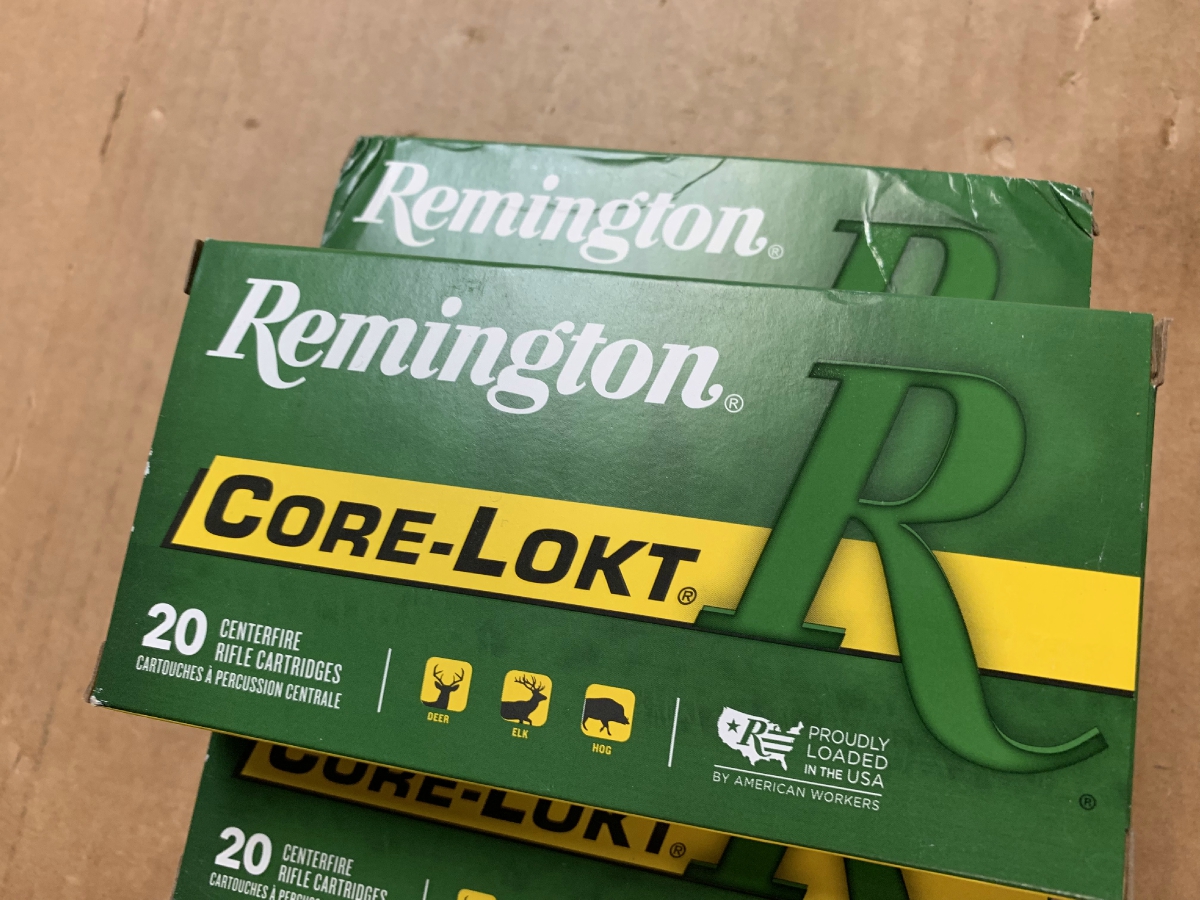 Remington®
R
Remington®
R
CORE-LOKT®
20 CENTERFIRE
RIFLE CARTRIDGES
CARTOUCHES À PERCUSSION CENTRALE
DEER
ELK
HOG
R
PROUDLY
LOADED
IN THE USA
BY AMERICAN WORKERS
®
CORE-LOKT®
20 CENTERFIRE
RIFLE CARTRIDGES
CARTOUCHES À